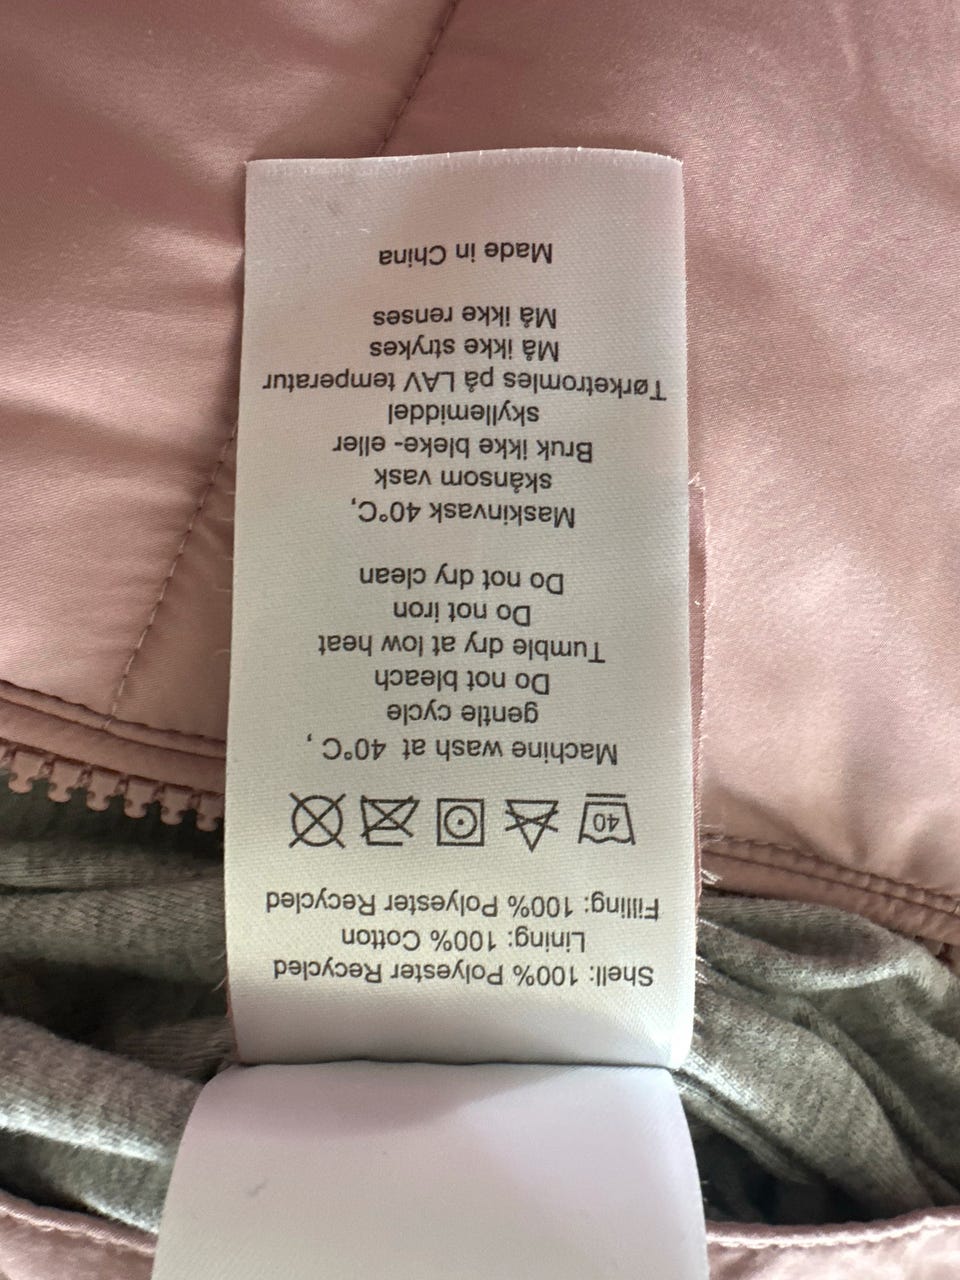 Shell: 100% Polyester Recycled
Lining: 100% Cotton
Filling: 100% Polyester Recycled
40
Machine wash at 40°C ,
gentle cycle
Do not bleach
Tumble dry at low heat
Do not iron
Do not dry clean
Maskinvask 40°C,
skånsom vask
Bruk ikke bleke- eller
skyllemiddel
Tørketromles på LAV temperatur
Må ikke strykes
Må ikke renses
Made in China